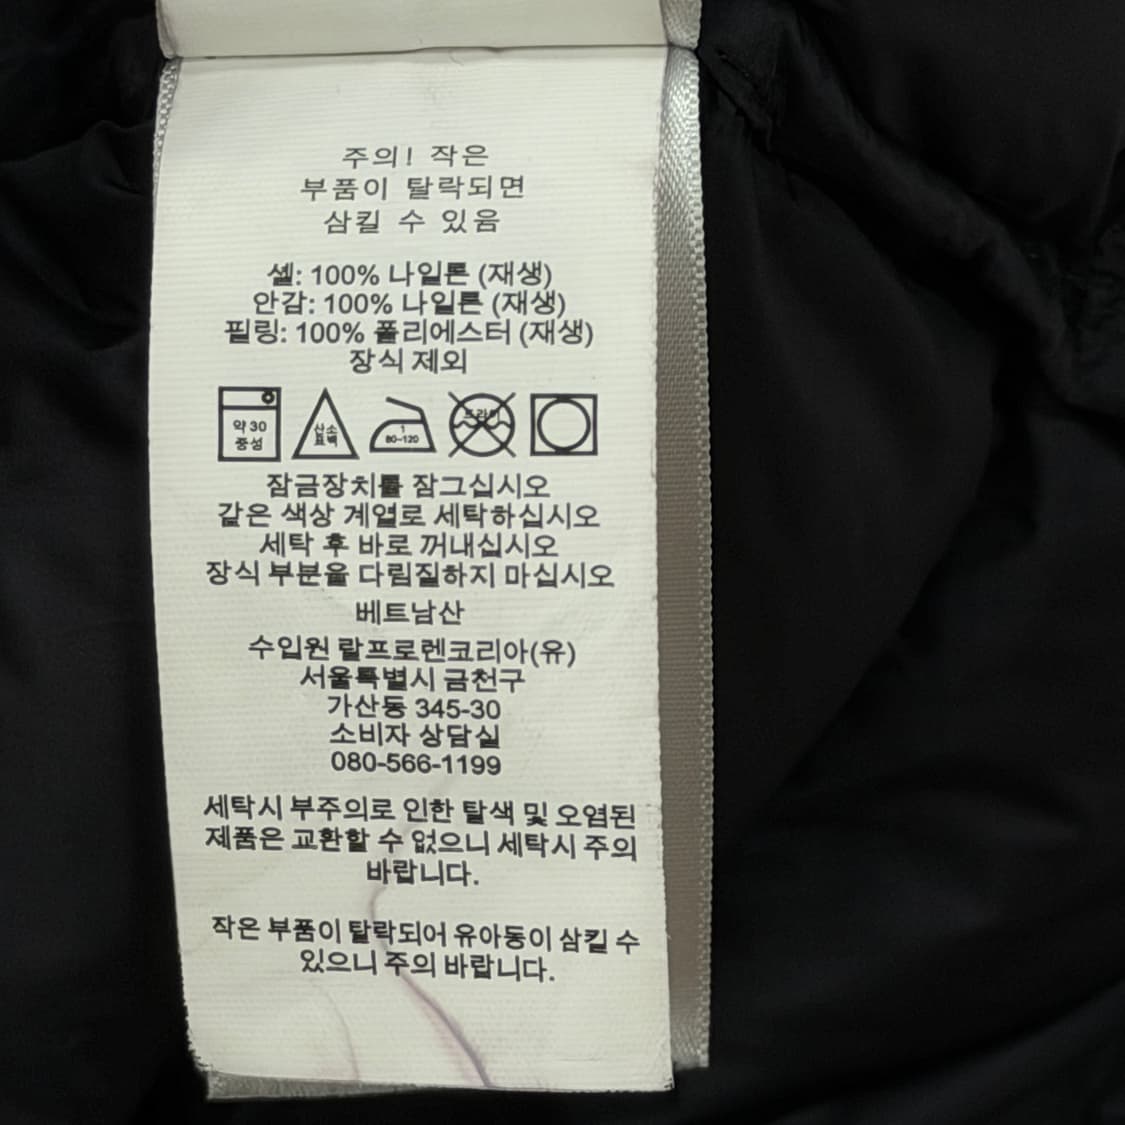 주의! 작은
부품이 탈락되면
삼킬 수 있음
셸: 100% 나일론 (재생)
안감: 100% 나일론 (재생)
필링: 100% 폴리에스터 (재생)
장식 제외
약 30
중성
산소
표백
1
80~120
드라이
잠금장치를 잠그십시오
같은 색상 계열로 세탁하십시오
세탁 후 바로 꺼내십시오
장식 부분을 다림질하지 마십시오
베트남산
수입원 랄프로렌코리아(유)
서울특별시 금천구
가산동 345-30
소비자 상담실
080-566-1199
세탁시 부주의로 인한 탈색 및 오염된
제품은 교환할 수 없으니 세탁시 주의
바랍니다.
작은 부품이 탈락되어 유아동이 삼킬 수
있으니 주의 바랍니다.